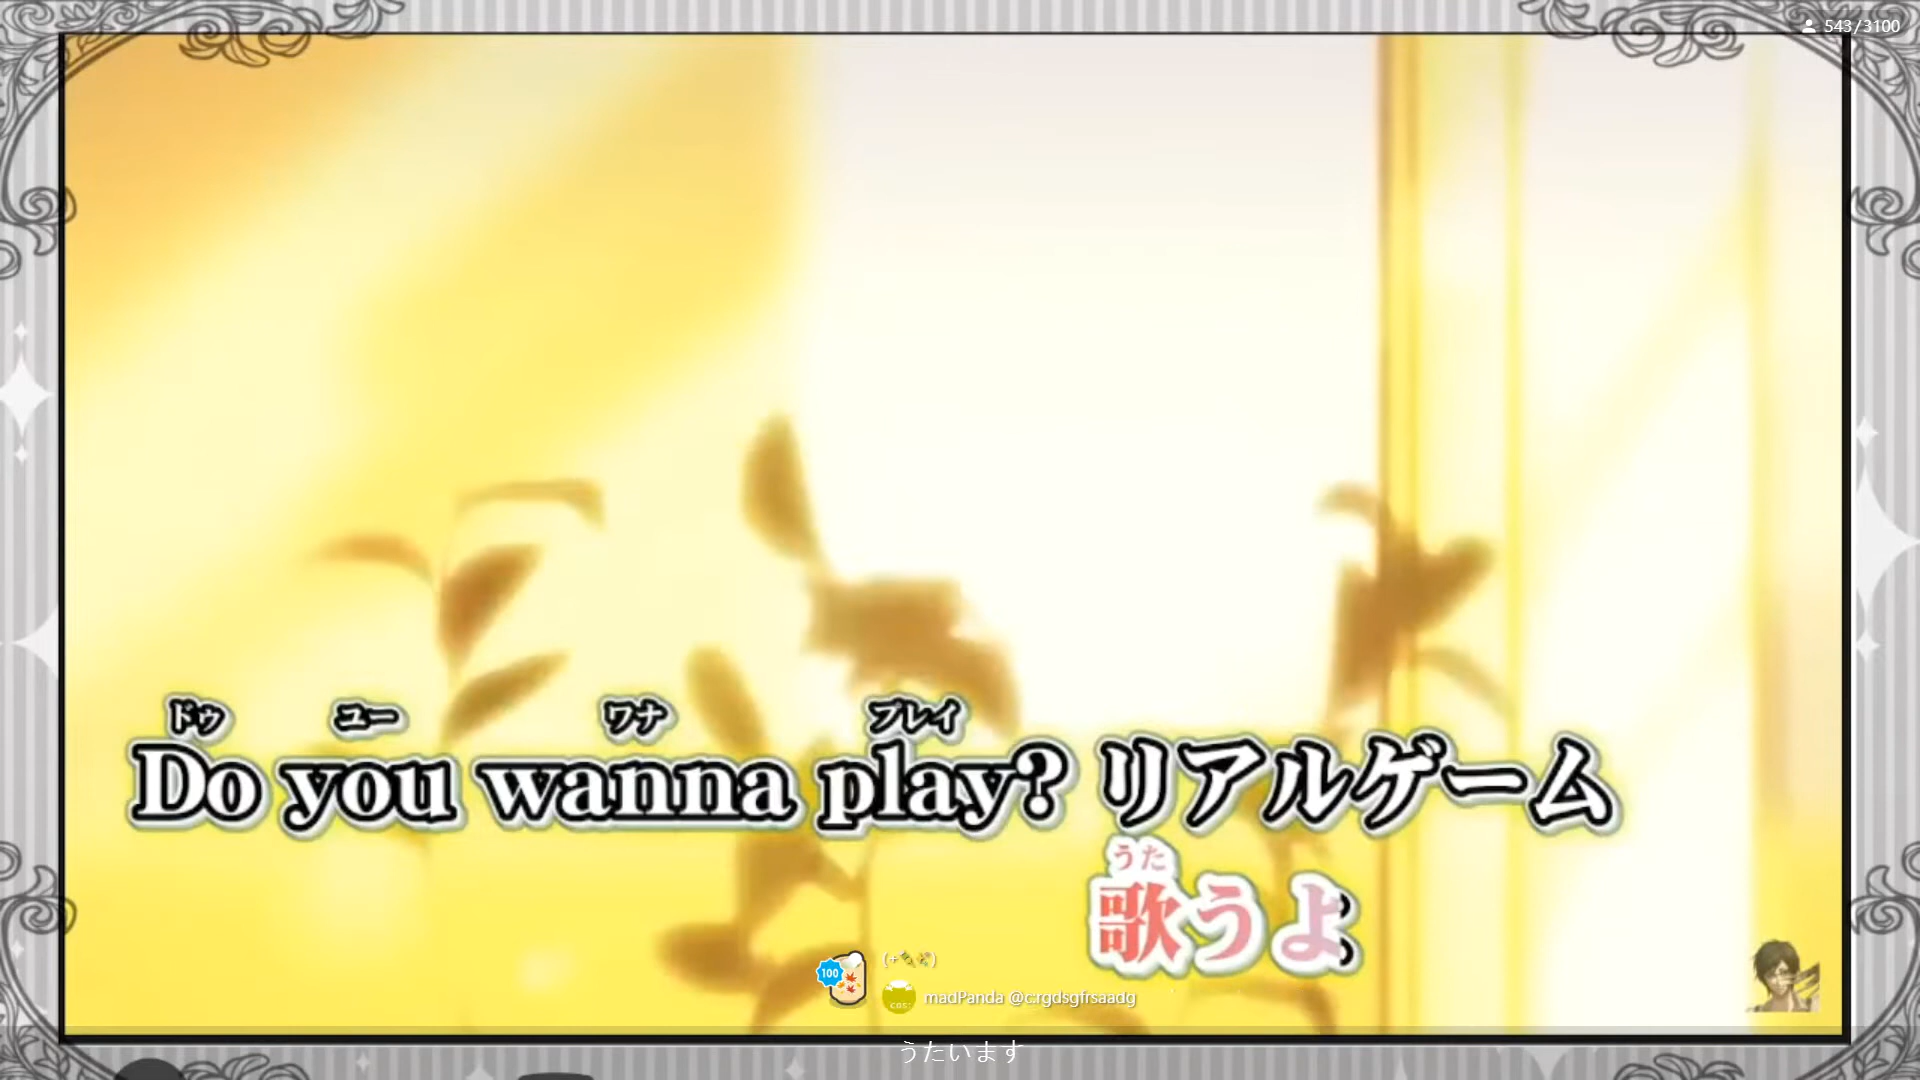 543/3100
ドゥ ユー ワナ プレイ
Do you wanna play? リアルゲーム
うた
歌うよ
100
madPanda @c:rgdsgfrsaadg
うたいます